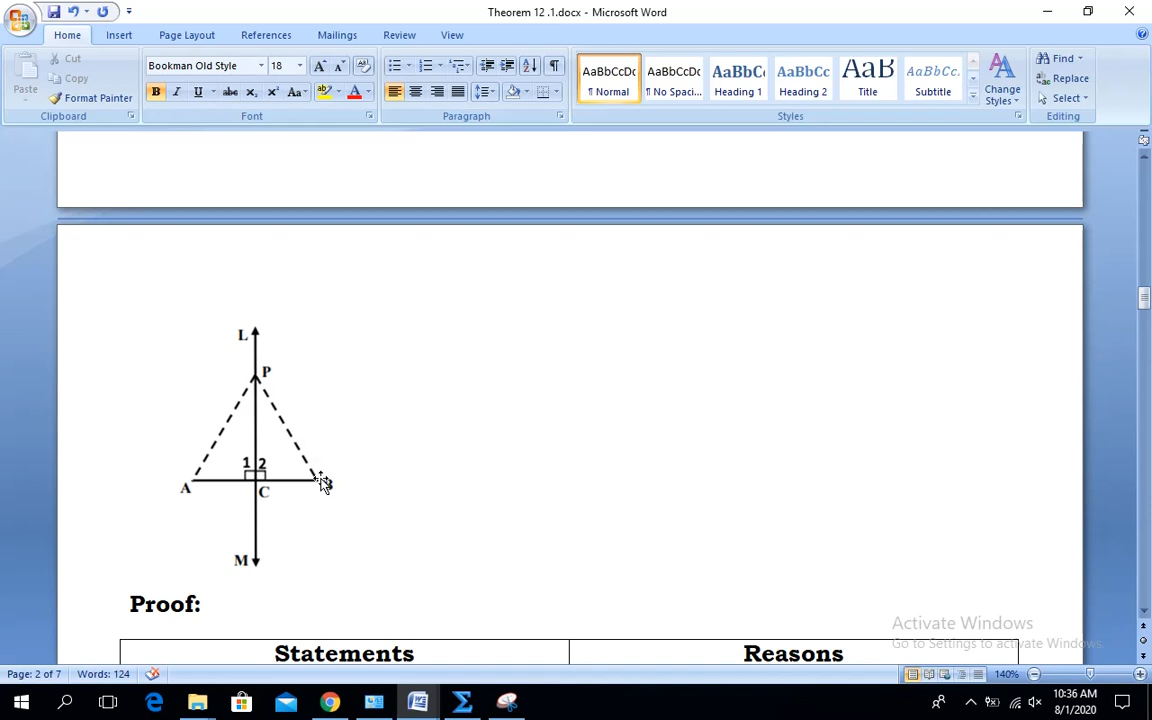 Theorem 12 .1.docx - Microsoft Word
Home Insert Page Layout References Mailings Review View
Paste Cut Copy Format Painter
Bookman Old Style 18
AaBbCcDc AaBbCcDc AaBbCc AaBbCc AaB AaBbCc.
¶ Normal ¶ No Spaci... Heading 1 Heading 2 Title Subtitle
Change Styles
Find Replace Select
Clipboard Font Paragraph Styles Editing
L
P
1 2
A C
M
Proof:
Statements Reasons
Activate Windows
Go to Settings to activate Windows.
Page: 2 of 7 Words: 124 140%
10:36 AM
8/1/2020